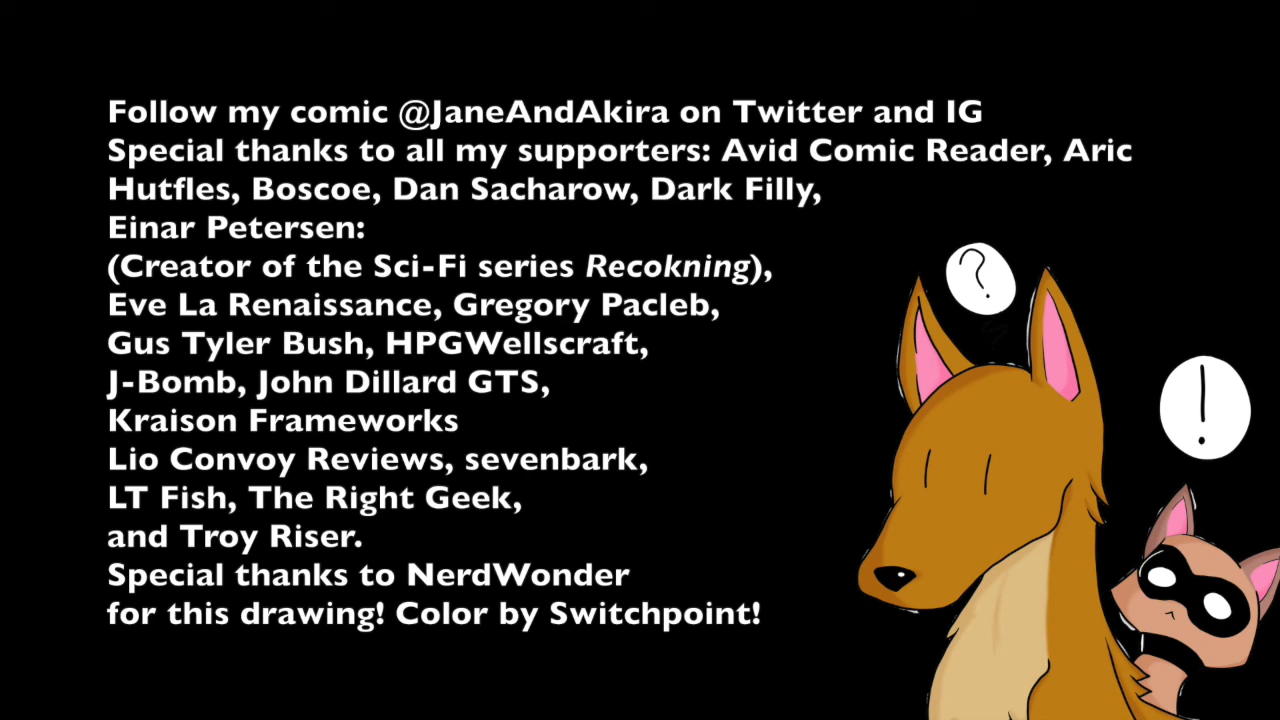 Follow my comic @JaneAndAkira on Twitter and IG
Special thanks to all my supporters: Avid Comic Reader, Aric
Hutfles, Boscoe, Dan Sacharow, Dark Filly,
Einar Petersen:
(Creator of the Sci-Fi series Recokning),
Eve La Renaissance, Gregory Pacleb,
Gus Tyler Bush, HPGWellscraft,
J-Bomb, John Dillard GTS,
Kraison Frameworks
Lio Convoy Reviews, sevenbark,
LT Fish, The Right Geek,
and Troy Riser.
Special thanks to NerdWonder
for this drawing! Color by Switchpoint!
?
!